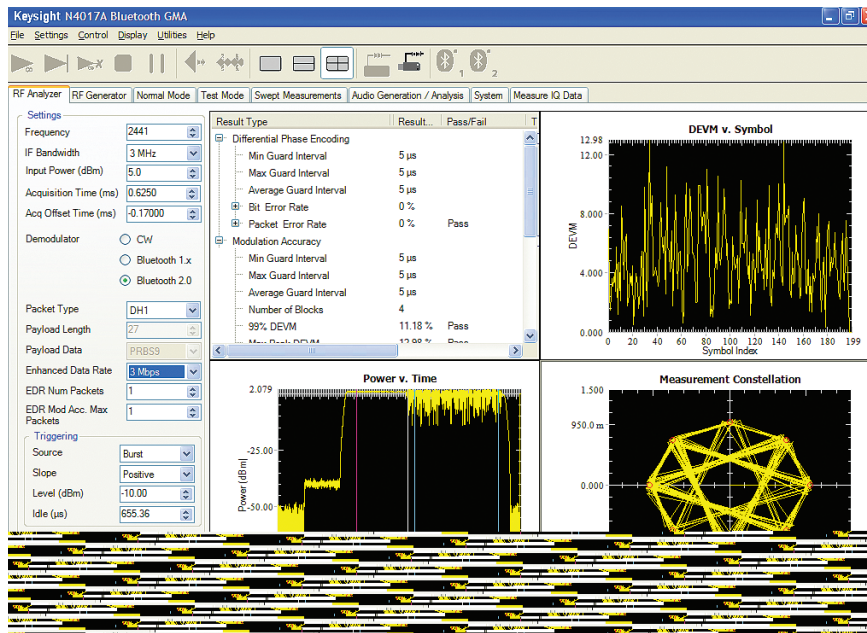 Keysight N4017A Bluetooth GMA
File Settings Control Display Utilities Help
1 2
RF Analyzer RF Generator Normal Mode Test Mode Swept Measurements Audio Generation / Analysis System Measure IQ Data
Settings
Frequency 2441
IF Bandwidth 3 MHz
Input Power (dBm) 5.0
Acquisition Time (ms) 0.6250
Acq Offset Time (ms) -0.17000
Demodulator CW
Bluetooth 1.x
Bluetooth 2.0
Packet Type DH1
Payload Length 27
Payload Data PRBS9
Enhanced Data Rate 3 Mbps
EDR Num Packets 1
EDR Mod Acc. Max Packets 1
Triggering
Source Burst
Slope Positive
Level (dBm) -10.00
Idle (µs) 655.36
Result Type Result... Pass/Fail T
Differential Phase Encoding
Min Guard Interval 5 µs
Max Guard Interval 5 µs
Average Guard Interval 5 µs
Bit Error Rate 0 %
Packet Error Rate 0 % Pass
Modulation Accuracy
Min Guard Interval 5 µs
Max Guard Interval 5 µs
Average Guard Interval 5 µs
Number of Blocks 4
99% DEVM 11.18 % Pass
Max Peak DEVM 12.98 % Pass
DEVM v. Symbol
12.98
12.00
8.000
4.000
0.000
DEVM
0 20 40 60 80 100 120 140 160 180 199
Symbol Index
Power v. Time
2.079
-25.00
-50.00
Power [dBm]
Measurement Constellation
1.500
950.0 m
0.000